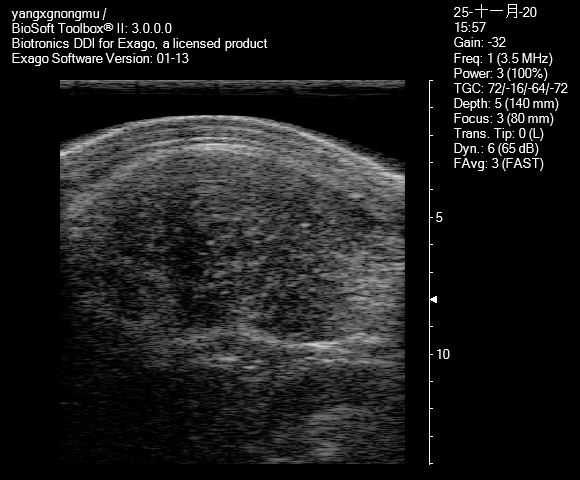 yangxgnongmu /
BioSoft Toolbox® II: 3.0.0.0
Biotronics DDI for Exago, a licensed product
Exago Software Version: 01-13
25-十一月-20
15:57
Gain: -32
Freq: 1 (3.5 MHz)
Power: 3 (100%)
TGC: 72/-16/-64/-72
Depth: 5 (140 mm)
Focus: 3 (80 mm)
Trans. Tip: 0 (L)
Dyn.: 6 (65 dB)
FAvg: 3 (FAST)
5
10